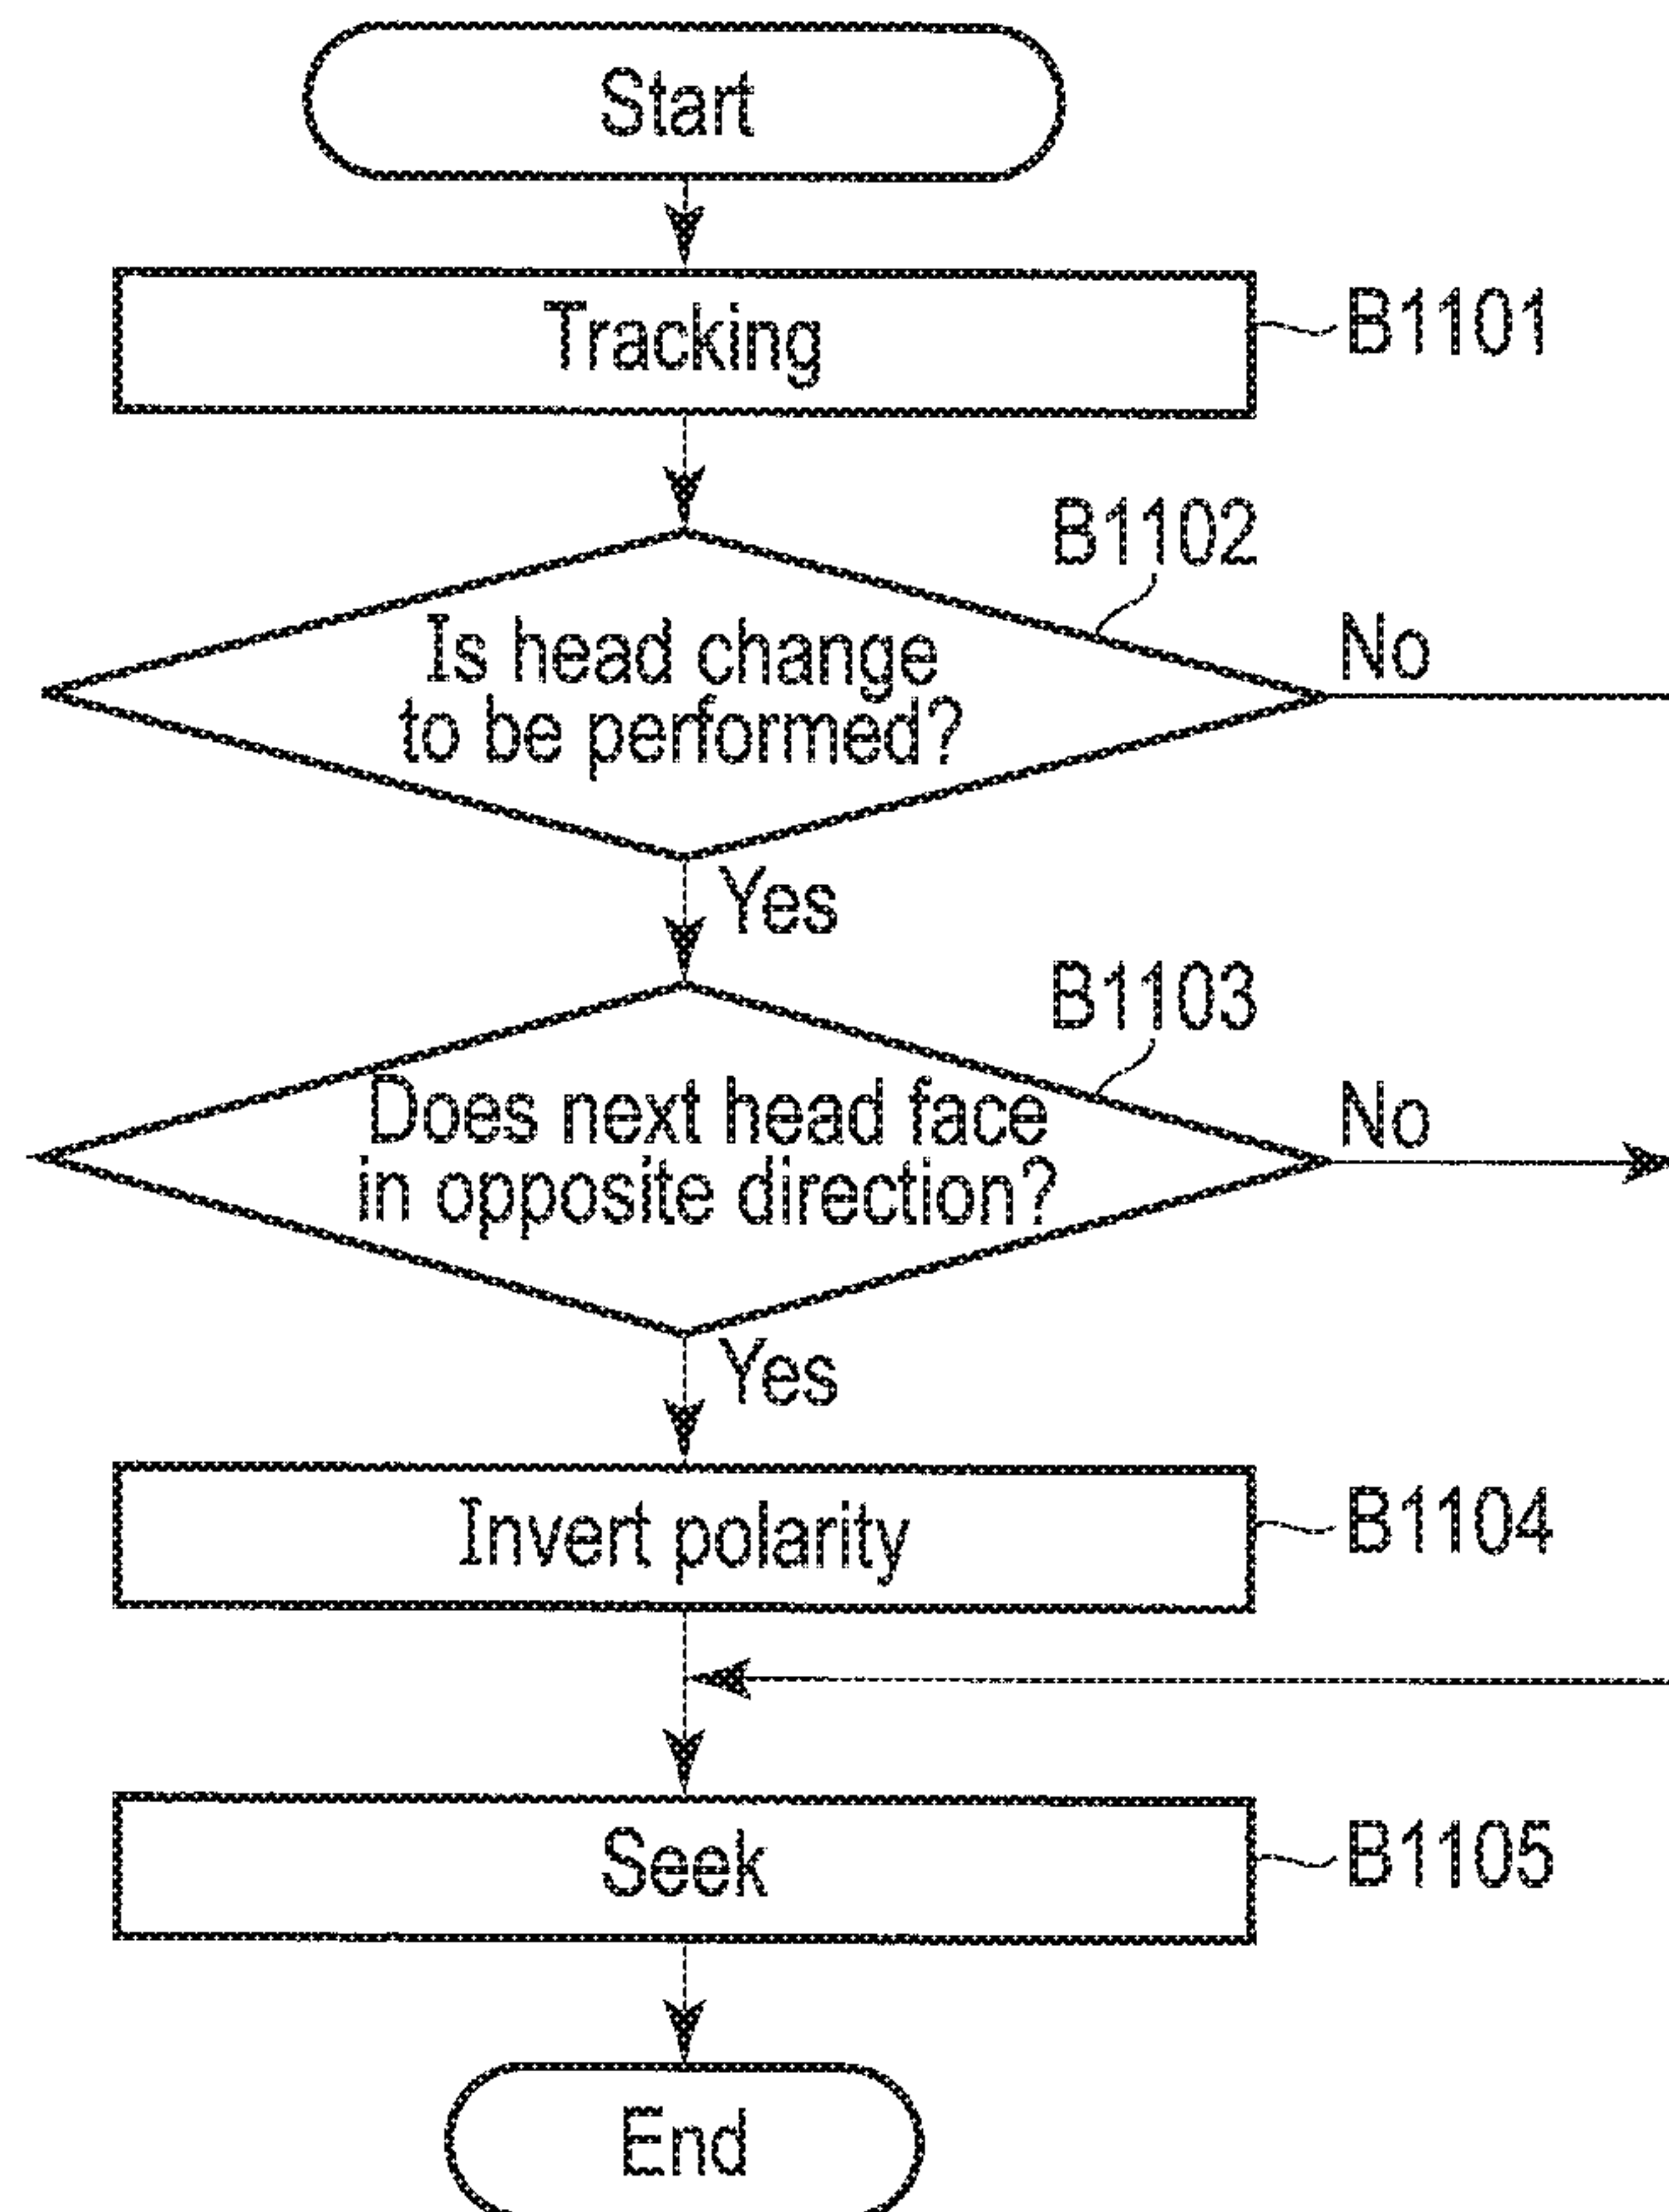 Start
Tracking
B1101
B1102
Is head change
to be performed?
No
Yes
B1103
Does next head face
in opposite direction?
No
Yes
Invert polarity
B1104
Seek
B1105
End